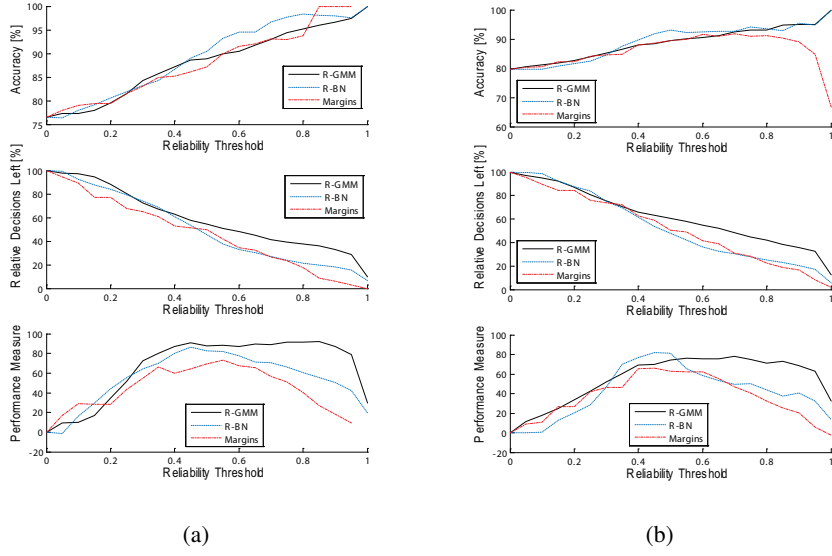 100
95
90
85
80
75
Accuracy [%]
R-GMM
R-BN
Margins
0 0.2 0.4 0.6 0.8 1
Reliability Threshold
100
80
60
40
20
0
Relative Decisions Left [%]
R-GMM
R-BN
Margins
0 0.2 0.4 0.6 0.8 1
Reliability Threshold
100
80
60
40
20
0
-20
Performance Measure
R-GMM
R-BN
Margins
0 0.2 0.4 0.6 0.8 1
Reliability Threshold
(a)
100
90
80
70
60
Accuracy [%]
R-GMM
R-BN
Margins
0 0.2 0.4 0.6 0.8 1
Reliability Threshold
100
80
60
40
20
0
Relative Decisions Left [%]
R-GMM
R-BN
Margins
0 0.2 0.4 0.6 0.8 1
Reliability Threshold
100
80
60
40
20
0
-20
Performance Measure
R-GMM
R-BN
Margins
0 0.2 0.4 0.6 0.8 1
Reliability Threshold
(b)